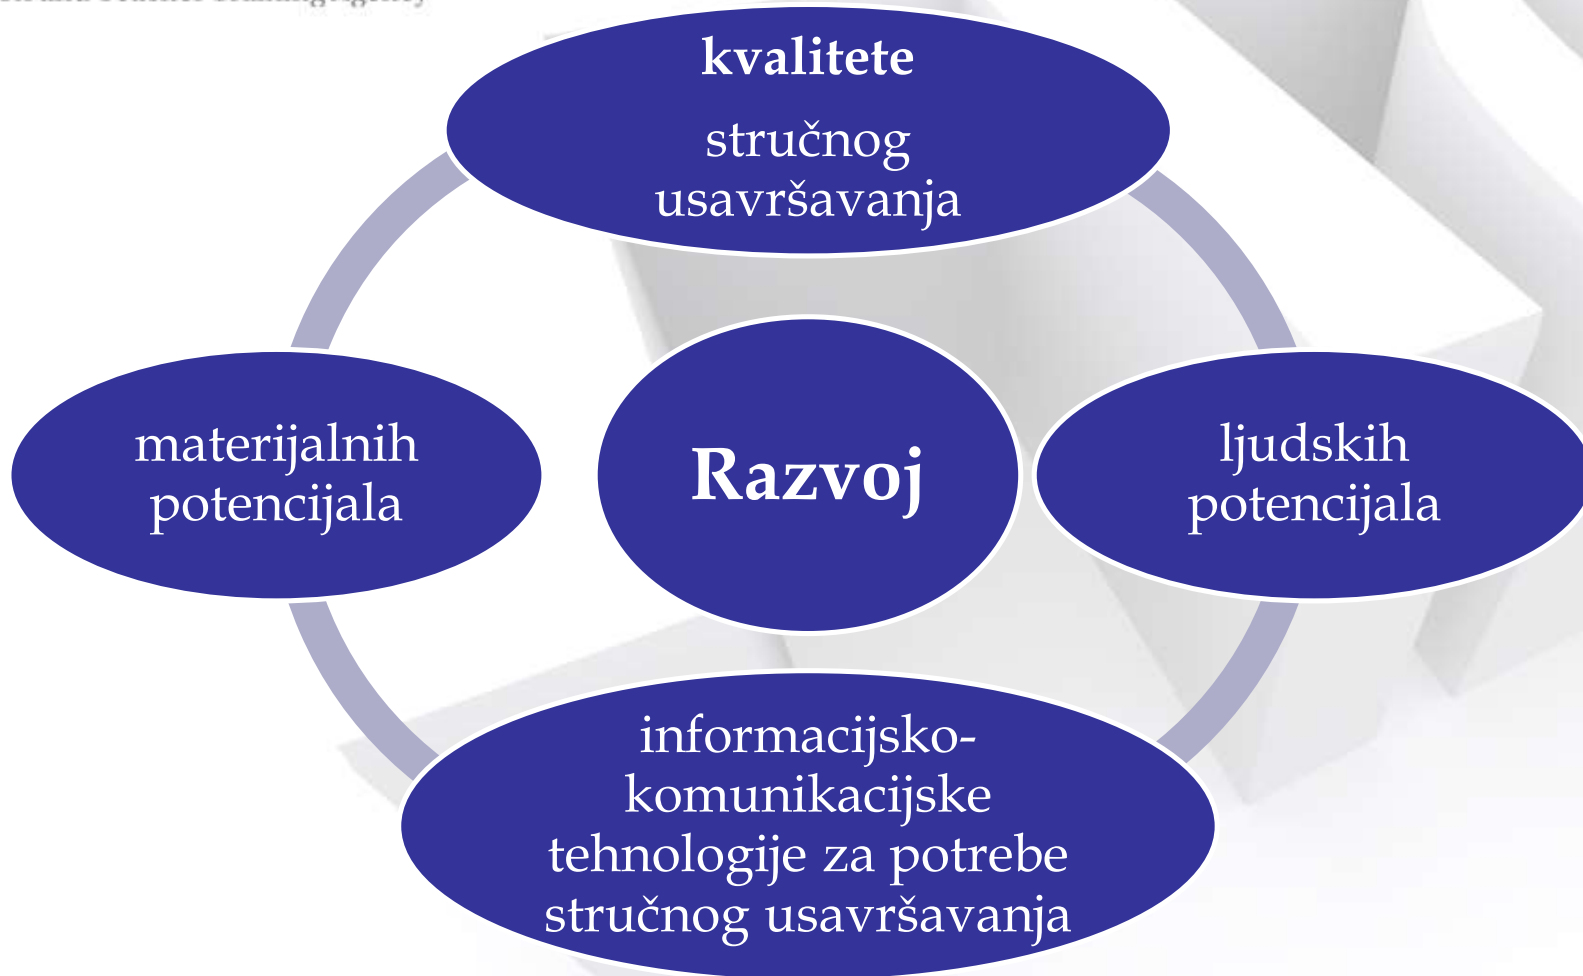 kvalitete
stručnog
usavršavanja
materijalnih
potencijala
Razvoj
ljudskih
potencijala
informacijsko-
komunikacijske
tehnologije za potrebe
stručnog usavršavanja